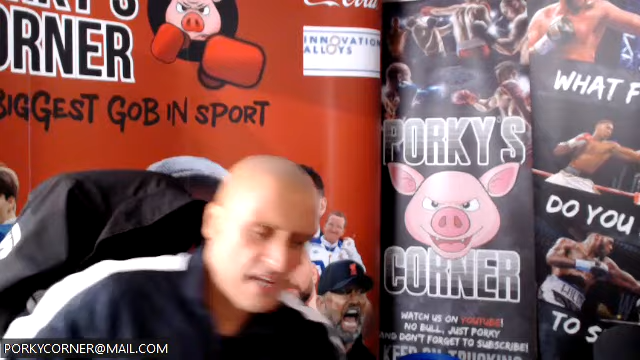 PORKY'S
CORNER
BIGGEST GOB IN SPORT
INNOVATION
ALLOYS
PORKY'S
CORNER
WATCH US ON YOUTUBE!
NO BULL, JUST PORKY
AND DON'T FORGET TO SUBSCRIBE!
WHAT F
DO YOU
TO S
PORKYCORNER@MAIL.COM